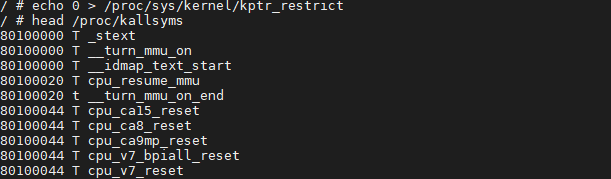 / # echo 0 > /proc/sys/kernel/kptr_restrict
/ # head /proc/kallsyms
80100000 T _stext
80100000 T __turn_mmu_on
80100000 T __idmap_text_start
80100020 T cpu_resume_mmu
80100020 t __turn_mmu_on_end
80100044 T cpu_ca15_reset
80100044 T cpu_ca8_reset
80100044 T cpu_ca9mp_reset
80100044 T cpu_v7_bpiall_reset
80100044 T cpu_v7_reset